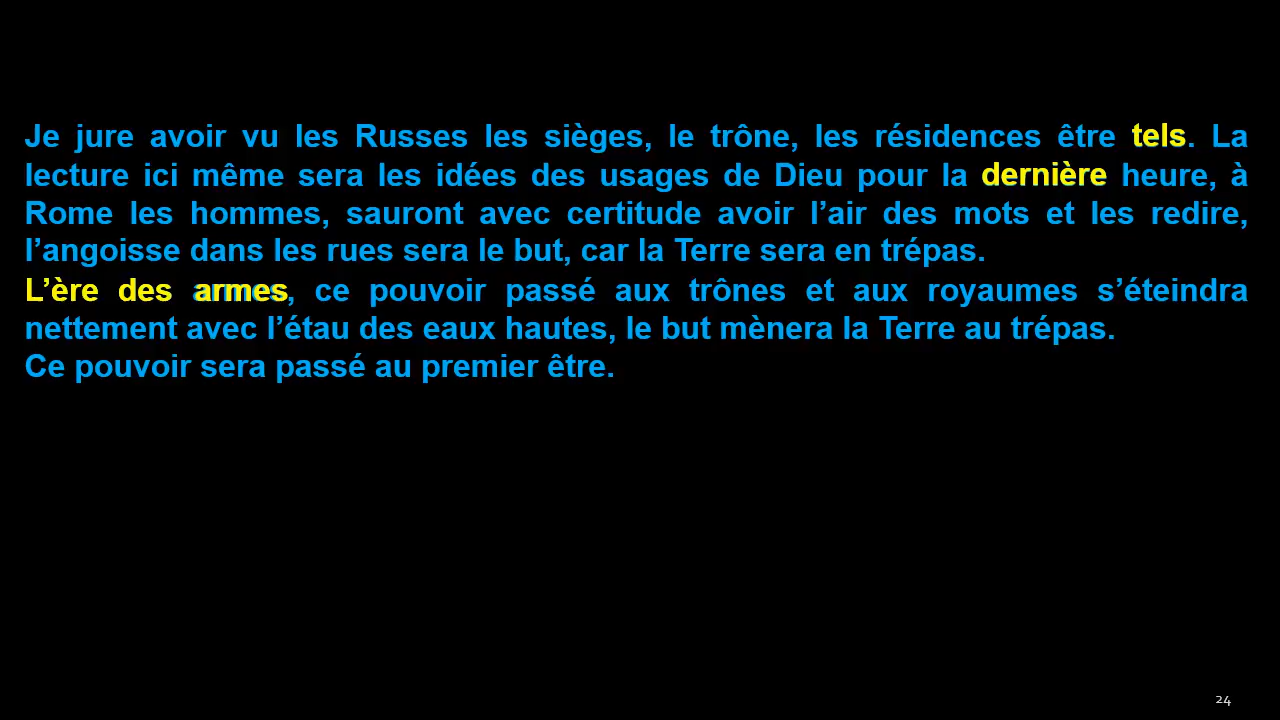 Je jure avoir vu les Russes les sièges, le trône, les résidences être tels. La
lecture ici même sera les idées des usages de Dieu pour la dernière heure, à
Rome les hommes, sauront avec certitude avoir l’air des mots et les redire,
l’angoisse dans les rues sera le but, car la Terre sera en trépas.
L’ère des armes, ce pouvoir passé aux trônes et aux royaumes s’éteindra
nettement avec l’étau des eaux hautes, le but mènera la Terre au trépas.
Ce pouvoir sera passé au premier être.
24